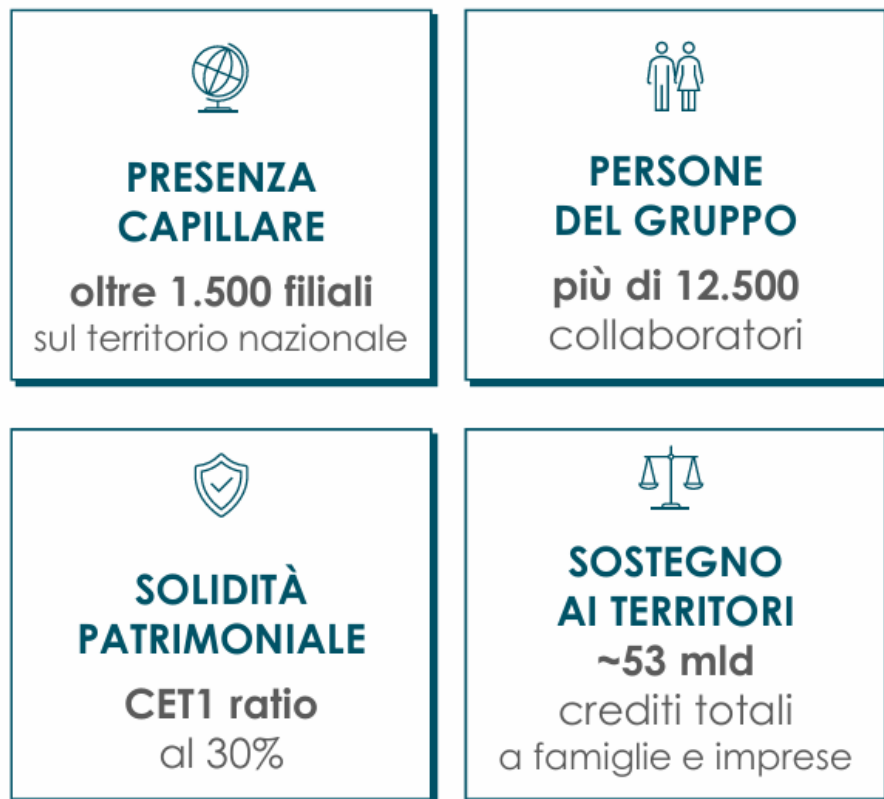 PRESENZA
CAPILLARE
oltre 1.500 filiali
sul territorio nazionale
PERSONE
DEL GRUPPO
più di 12.500
collaboratori
SOLIDITÀ
PATRIMONIALE
CET1 ratio
al 30%
SOSTEGNO
AI TERRITORI
~53 mld
crediti totali
a famiglie e imprese